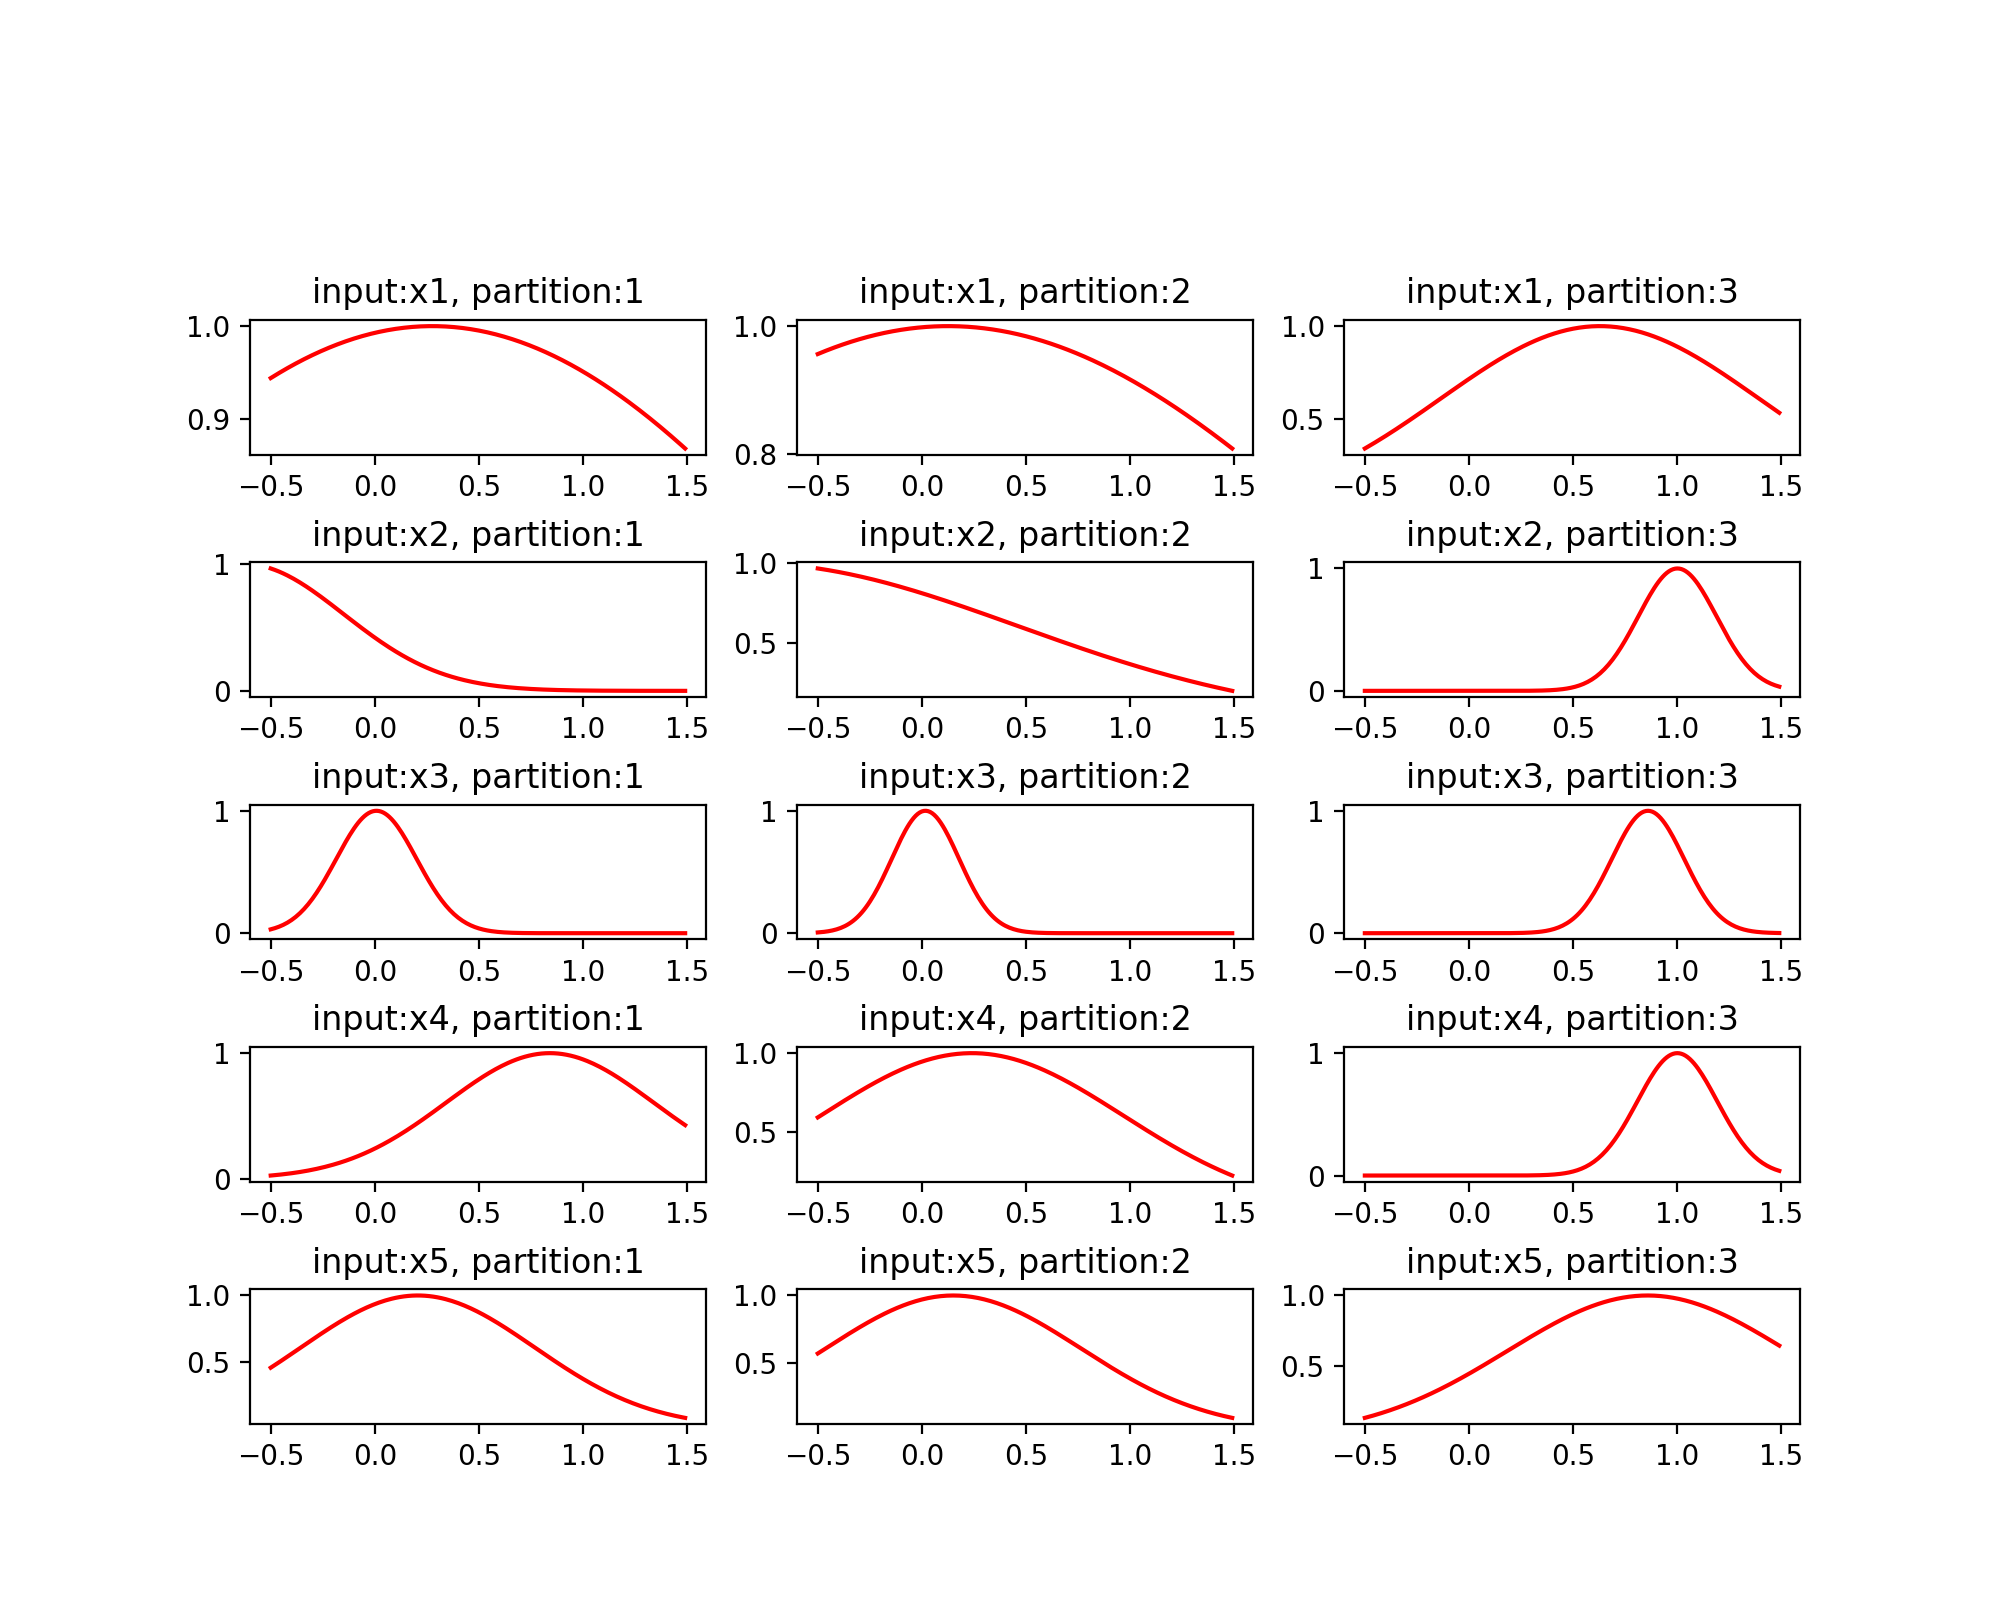 input:x1, partition:1 input:x1, partition:2 input:x1, partition:3
1.0 1.0 1.0
0.9 0.8 0.5
−0.5 0.0 0.5 1.0 1.5 −0.5 0.0 0.5 1.0 1.5 −0.5 0.0 0.5 1.0 1.5
input:x2, partition:1 input:x2, partition:2 input:x2, partition:3
1 1.0 1
0 0.5 0
−0.5 0.0 0.5 1.0 1.5 −0.5 0.0 0.5 1.0 1.5 −0.5 0.0 0.5 1.0 1.5
input:x3, partition:1 input:x3, partition:2 input:x3, partition:3
1 1 1
0 0 0
−0.5 0.0 0.5 1.0 1.5 −0.5 0.0 0.5 1.0 1.5 −0.5 0.0 0.5 1.0 1.5
input:x4, partition:1 input:x4, partition:2 input:x4, partition:3
1 1.0 1
0 0.5 0
−0.5 0.0 0.5 1.0 1.5 −0.5 0.0 0.5 1.0 1.5 −0.5 0.0 0.5 1.0 1.5
input:x5, partition:1 input:x5, partition:2 input:x5, partition:3
1.0 1.0 1.0
0.5 0.5 0.5
−0.5 0.0 0.5 1.0 1.5 −0.5 0.0 0.5 1.0 1.5 −0.5 0.0 0.5 1.0 1.5